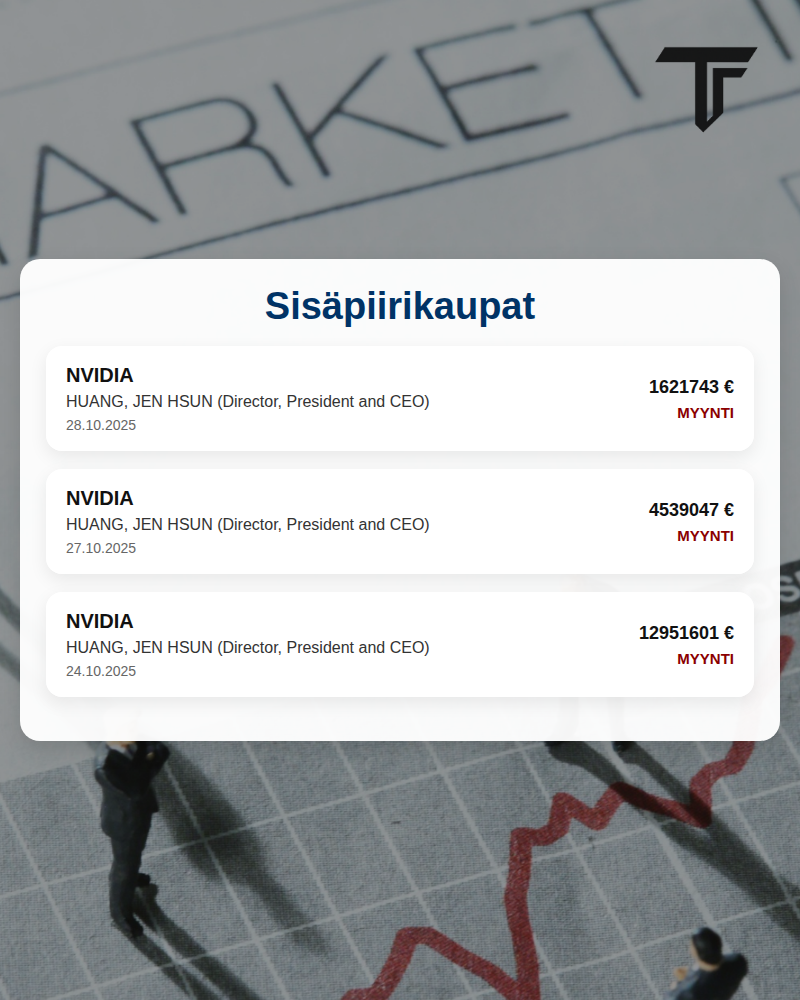 MARKET
Sisäpiirikaupat
NVIDIA
HUANG, JEN HSUN (Director, President and CEO)
28.10.2025
1621743 €
MYYNTI
NVIDIA
HUANG, JEN HSUN (Director, President and CEO)
27.10.2025
4539047 €
MYYNTI
NVIDIA
HUANG, JEN HSUN (Director, President and CEO)
24.10.2025
12951601 €
MYYNTI